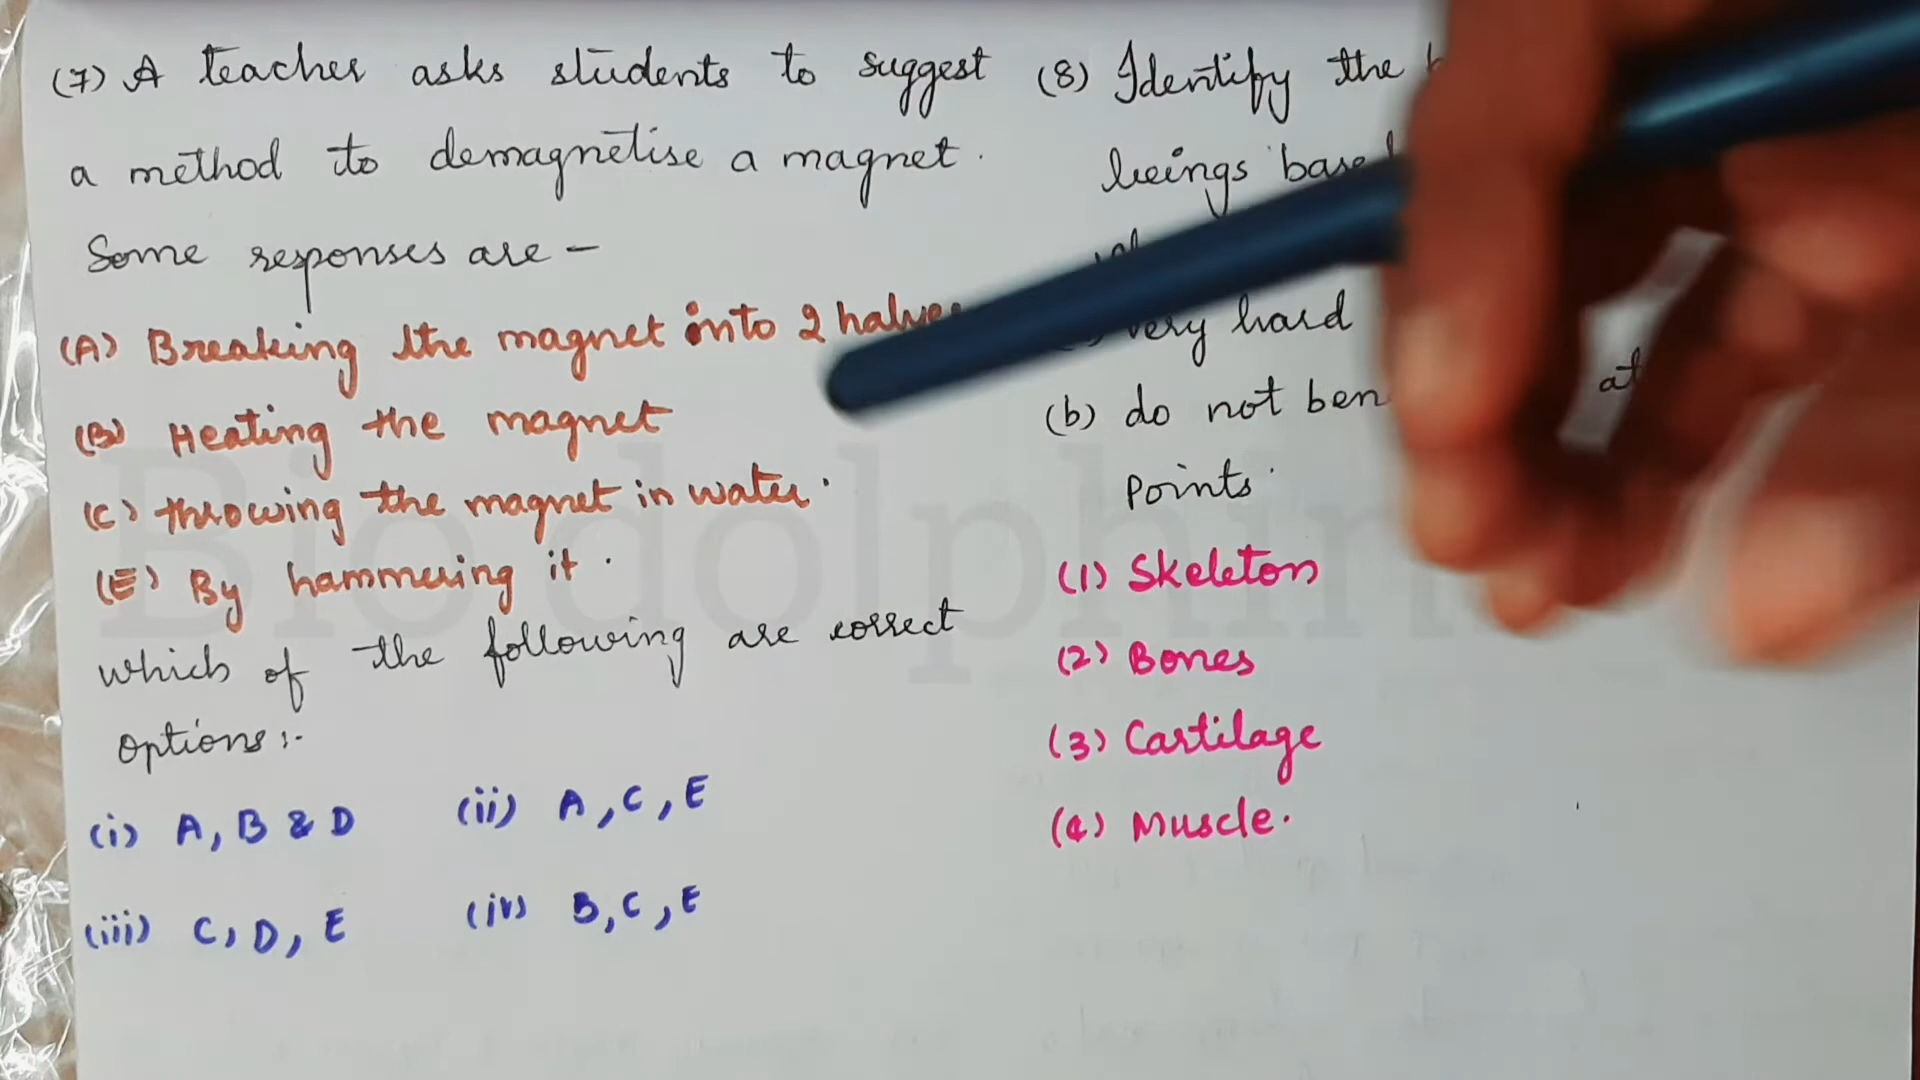 (7) A teacher asks students to suggest
a method to demagnetise a magnet.
Some responses are -
(A) Breaking the magnet into 2 halves
(B) Heating the magnet
(C) throwing the magnet in water.
(E) By hammering it.
which of the following are correct
options:-
(i) A, B & D (ii) A, C, E
(iii) C, D, E (iv) B, C, E
(8) Identify the
beings
very hard
(b) do not at
points.
(1) Skeleton
(2) Bones
(3) Cartilage
(4) Muscle.
Biodolphin